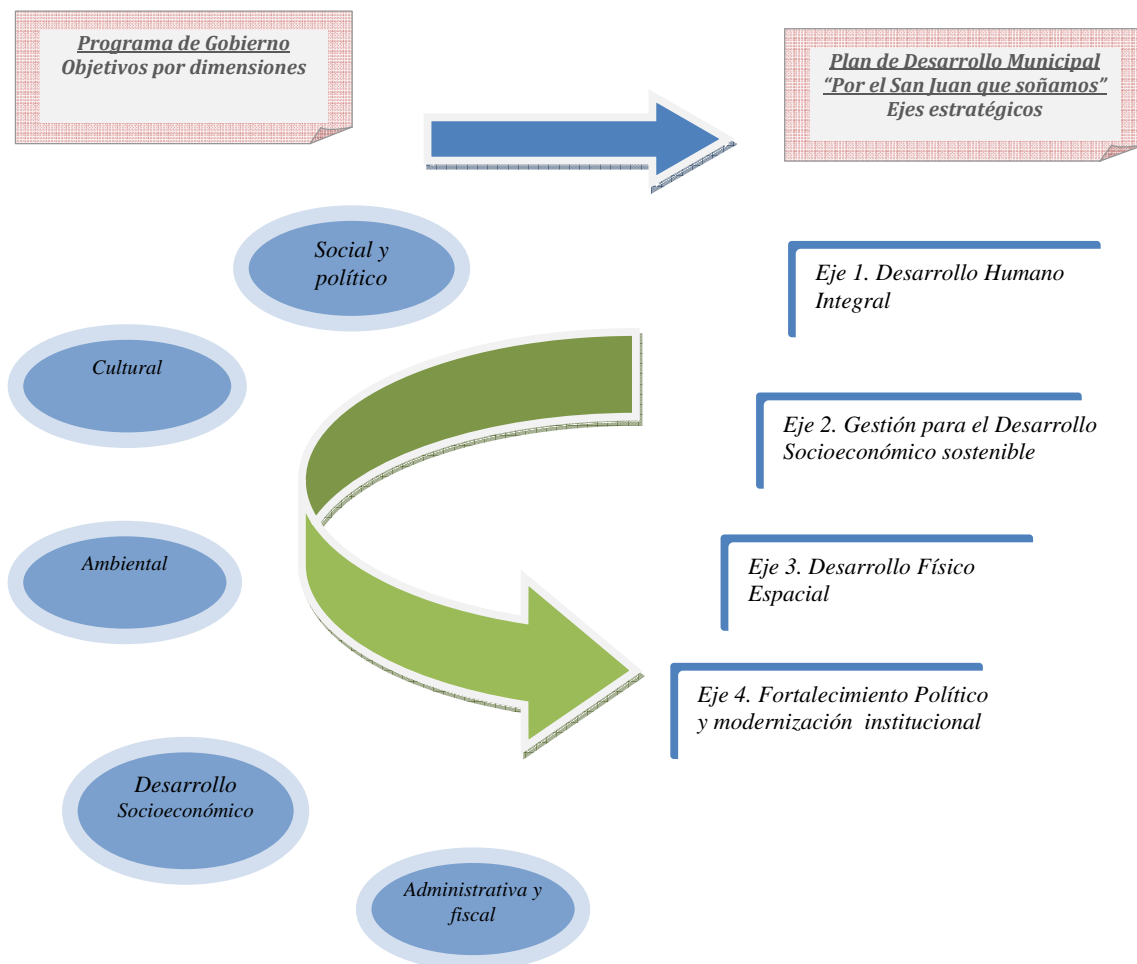 Programa de Gobierno
Objetivos por dimensiones
Plan de Desarrollo Municipal
“Por el San Juan que soñamos”
Ejes estratégicos
Social y
político
Cultural
Ambiental
Desarrollo
Socioeconómico
Administrativa y
fiscal
Eje 1. Desarrollo Humano
Integral
Eje 2. Gestión para el Desarrollo
Socioeconómico sostenible
Eje 3. Desarrollo Físico
Espacial
Eje 4. Fortalecimiento Político
y modernización  institucional